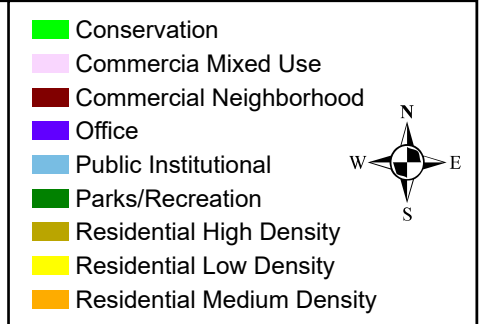 Conservation
Commercia Mixed Use
Commercial Neighborhood
Office
Public Institutional
Parks/Recreation
Residential High Density
Residential Low Density
Residential Medium Density
N
W E
S